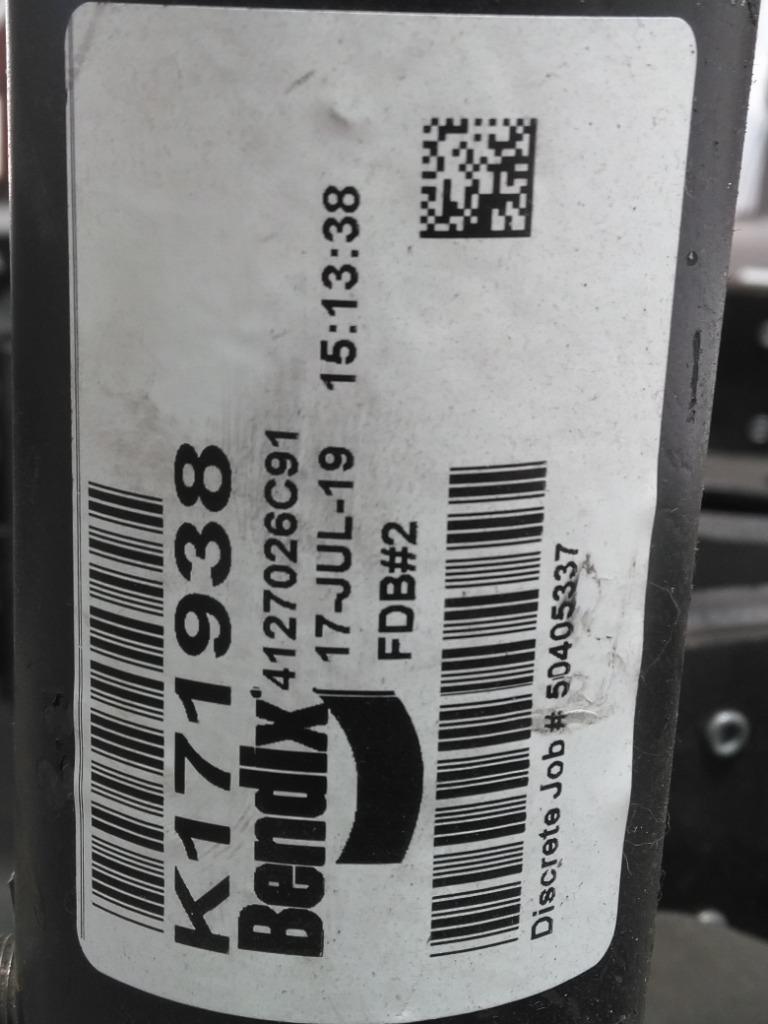 K171938
Bendix 4127026C91
17-JUL-19 15:13:38
FDB#2
Discrete Job # 50405337